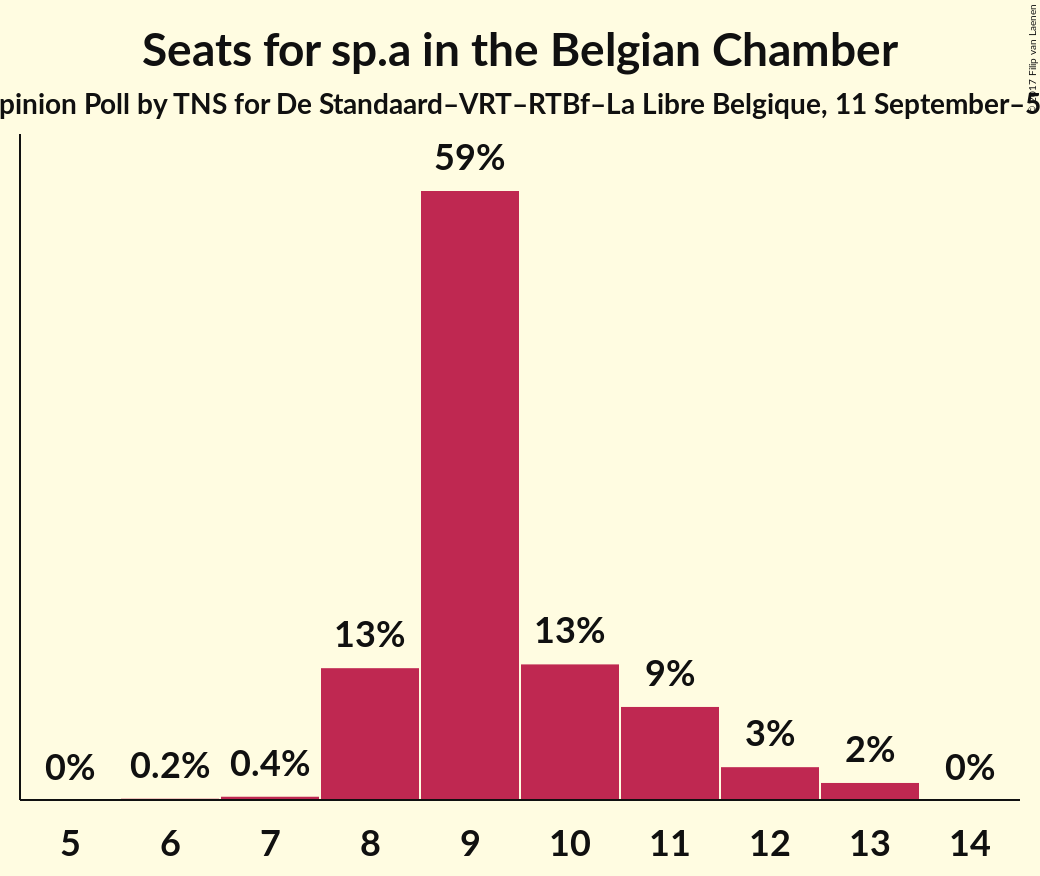 Seats for sp.a in the Belgian Chamber
pinion Poll by TNS for De Standaard–VRT–RTBf–La Libre Belgique, 11 September–5
59%
13%
13%
9%
3%
2%
0%
0.2%
0.4%
0%
5 6 7 8 9 10 11 12 13 14
2017 Filip van Laenen